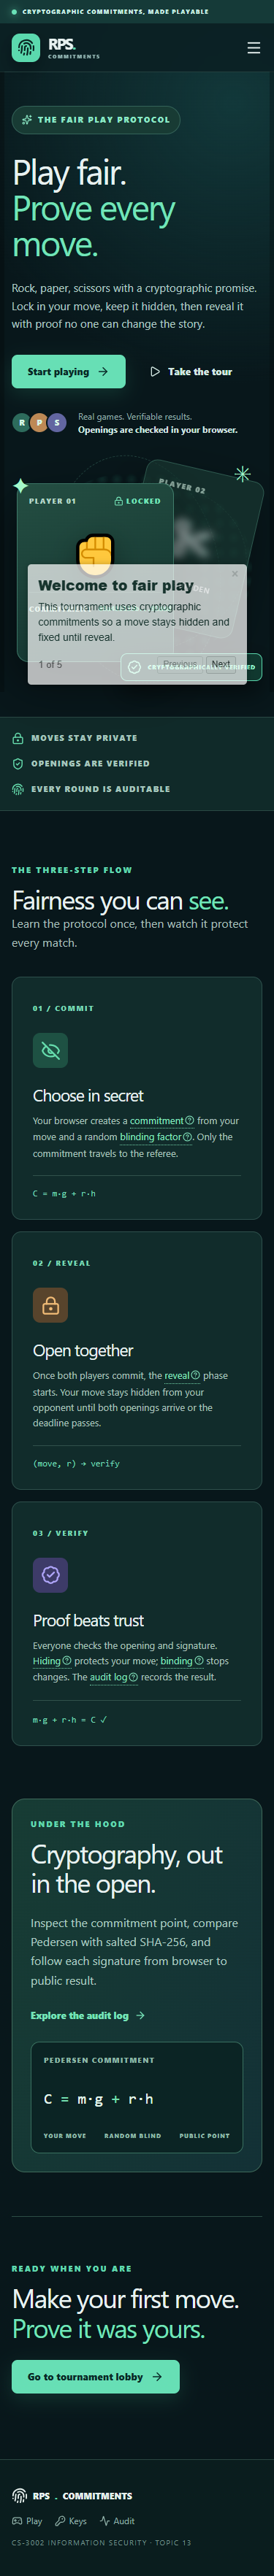 CRYPTOGRAPHIC COMMITMENTS, MADE PLAYABLE
RPS.
COMMITMENTS
THE FAIR PLAY PROTOCOL
Play fair.
Prove every
move.
Rock, paper, scissors with a cryptographic promise.
Lock in your move, keep it hidden, then reveal it
with proof no one can change the story.
Start playing
Take the tour
R P S
Real games. Verifiable results.
Openings are checked in your browser.
PLAYER 01
LOCKED
PLAYER 02
Welcome to fair play
×
This tournament uses cryptographic
commitments so a move stays hidden and
fixed until reveal.
1 of 5
Previous
Next
CRYPTOGRAPHICALLY VERIFIED
MOVES STAY PRIVATE
OPENINGS ARE VERIFIED
EVERY ROUND IS AUDITABLE
THE THREE-STEP FLOW
Fairness you can see.
Learn the protocol once, then watch it protect
every match.
01 / COMMIT
Choose in secret
Your browser creates a commitment from your
move and a random blinding factor. Only the
commitment travels to the referee.
C = m·g + r·h
02 / REVEAL
Open together
Once both players commit, the reveal phase
starts. Your move stays hidden from your
opponent until both openings arrive or the
deadline passes.
(move, r) → verify
03 / VERIFY
Proof beats trust
Everyone checks the opening and signature.
Hiding protects your move; binding stops
changes. The audit log records the result.
m·g + r·h = C ✓
UNDER THE HOOD
Cryptography, out
in the open.
Inspect the commitment point, compare
Pedersen with salted SHA-256, and
follow each signature from browser to
public result.
Explore the audit log →
PEDERSEN COMMITMENT
C = m·g + r·h
YOUR MOVE RANDOM BLIND PUBLIC POINT
READY WHEN YOU ARE
Make your first move.
Prove it was yours.
Go to tournament lobby →
RPS . COMMITMENTS
Play Keys Audit
CS-3002 INFORMATION SECURITY · TOPIC 13